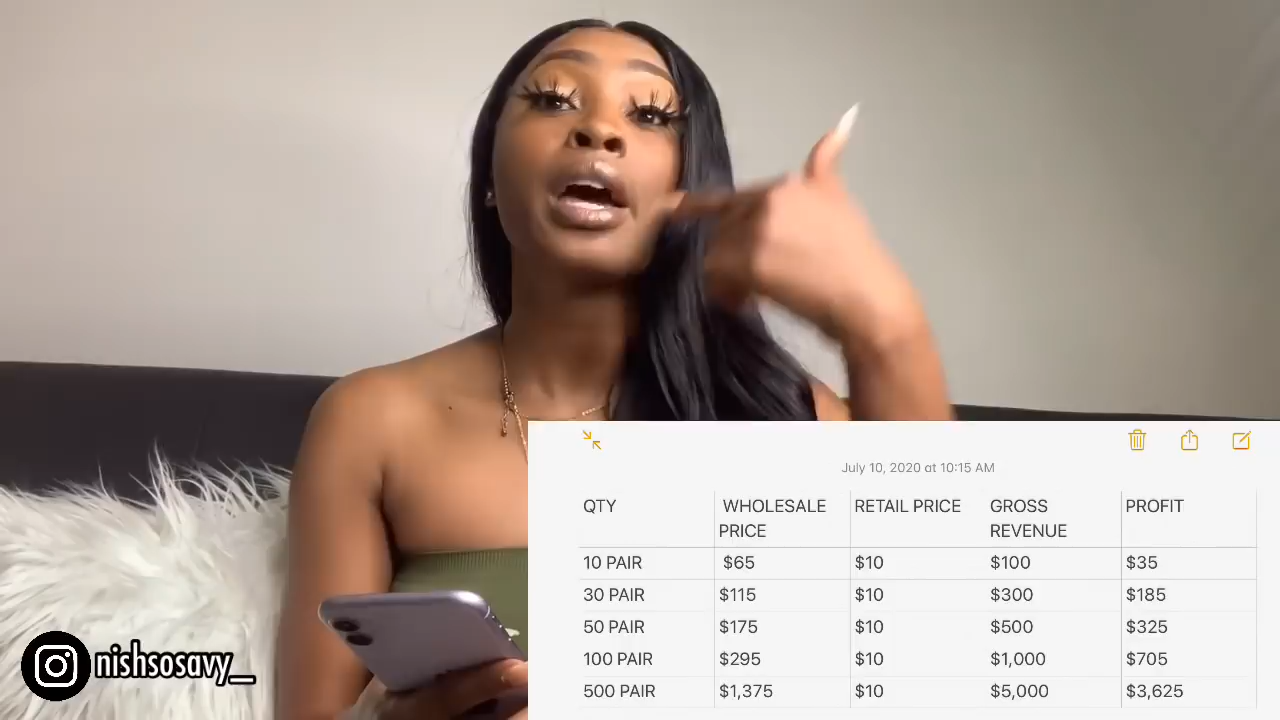 July 10, 2020 at 10:15 AM
QTY WHOLESALE PRICE RETAIL PRICE GROSS REVENUE PROFIT
10 PAIR $65 $10 $100 $35
30 PAIR $115 $10 $300 $185
50 PAIR $175 $10 $500 $325
100 PAIR $295 $10 $1,000 $705
500 PAIR $1,375 $10 $5,000 $3,625
nishsosavy_